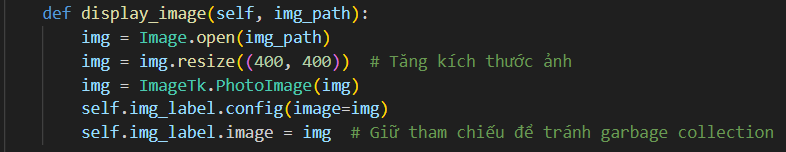 def display_image(self, img_path):
    img = Image.open(img_path)
    img = img.resize((400, 400))  # Tăng kích thước ảnh
    img = ImageTk.PhotoImage(img)
    self.img_label.config(image=img)
    self.img_label.image = img  # Giữ tham chiếu để tránh garbage collection